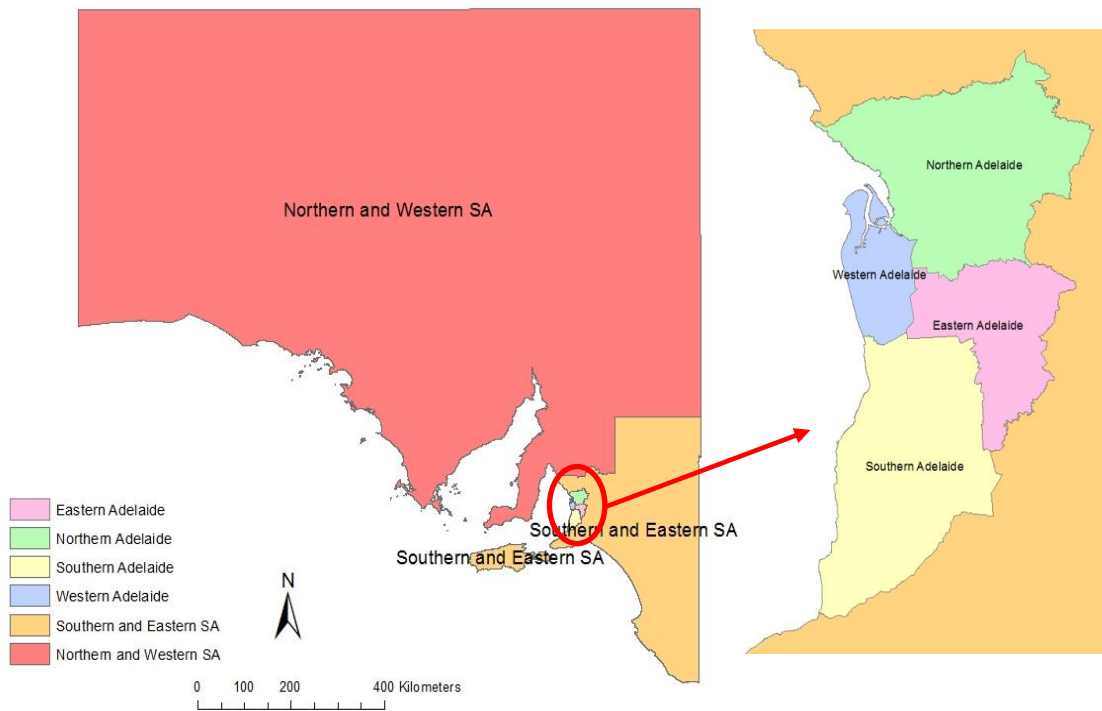 Northern and Western SA
Southern and Eastern SA
Southern and Eastern SA
Eastern Adelaide
Northern Adelaide
Southern Adelaide
Western Adelaide
Southern and Eastern SA
Northern and Western SA
N
0 100 200 400 Kilometers
Northern Adelaide
Western Adelaide
Eastern Adelaide
Southern Adelaide